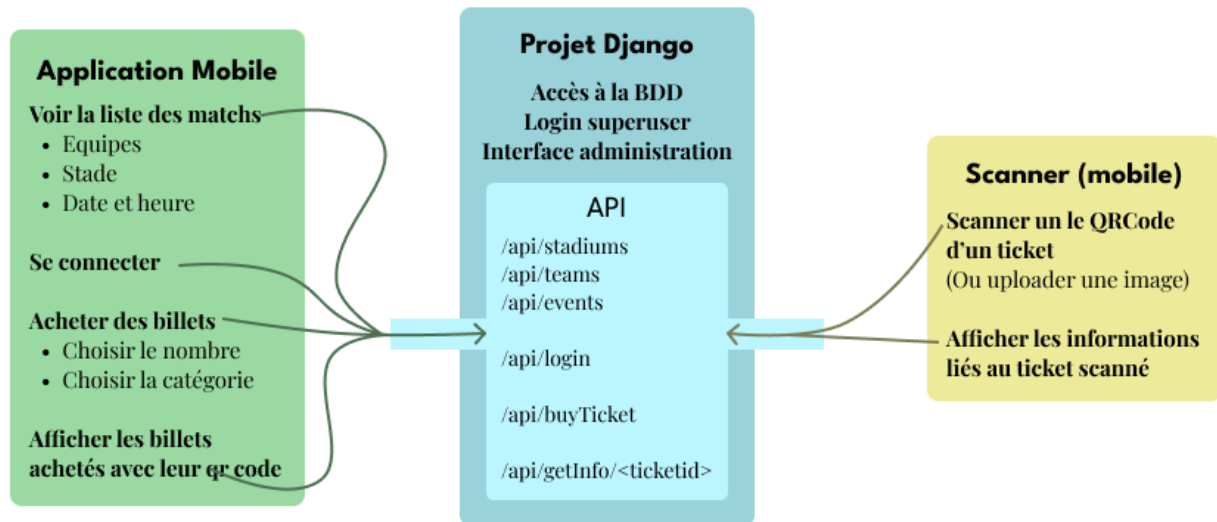 Application Mobile
Voir la liste des matchs
• Equipes
• Stade
• Date et heure
Se connecter
Acheter des billets
• Choisir le nombre
• Choisir la catégorie
Afficher les billets
achetés avec leur qr code
Projet Django
Accès à la BDD
Login superuser
Interface administration
API
/api/stadiums
/api/teams
/api/events
/api/login
/api/buyTicket
/api/getInfo/<ticketid>
Scanner (mobile)
Scanner un le QRCode
d'un ticket
(Ou uploader une image)
Afficher les informations
liés au ticket scanné